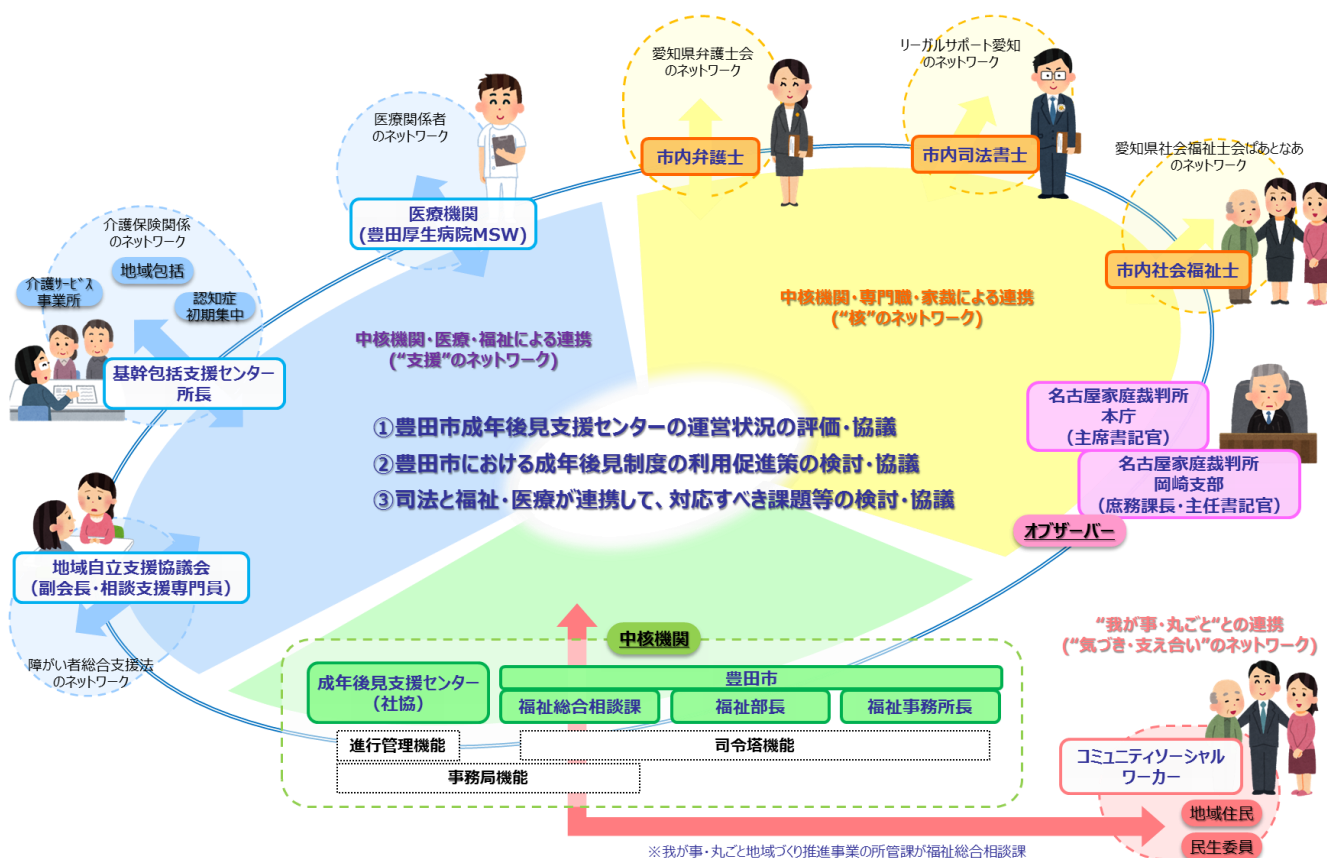 愛知県弁護士会
のネットワーク
市内弁護士
リーガルサポート愛知
のネットワーク
市内司法書士
愛知県社会福祉士会ぱあとなあ
のネットワーク
市内社会福祉士
医療関係者
のネットワーク
医療機関
(豊田厚生病院MSW)
介護保険関係
のネットワーク
地域包括
介護サービス
事業所
認知症
初期集中
基幹包括支援センター
所長
地域自立支援協議会
(副会長・相談支援専門員)
障がい者総合支援法
のネットワーク
中核機関・医療・福祉による連携
(“支援”のネットワーク)
中核機関・専門職・家裁による連携
(“核”のネットワーク)
①豊田市成年後見支援センターの運営状況の評価・協議
②豊田市における成年後見制度の利用促進策の検討・協議
③司法と福祉・医療が連携して、対応すべき課題等の検討・協議
名古屋家庭裁判所
本庁
(主席書記官)
名古屋家庭裁判所
岡崎支部
(庶務課長・主任書記官)
オブザーバー
中核機関
成年後見支援センター
(社協)
豊田市
福祉総合相談課
福祉部長
福祉事務所長
進行管理機能
司令塔機能
事務局機能
“我が事・丸ごと“との連携
(“気づき・支え合い”のネットワーク)
コミュニティソーシャル
ワーカー
地域住民
民生委員
※我が事・丸ごと地域づくり推進事業の所管課が福祉総合相談課